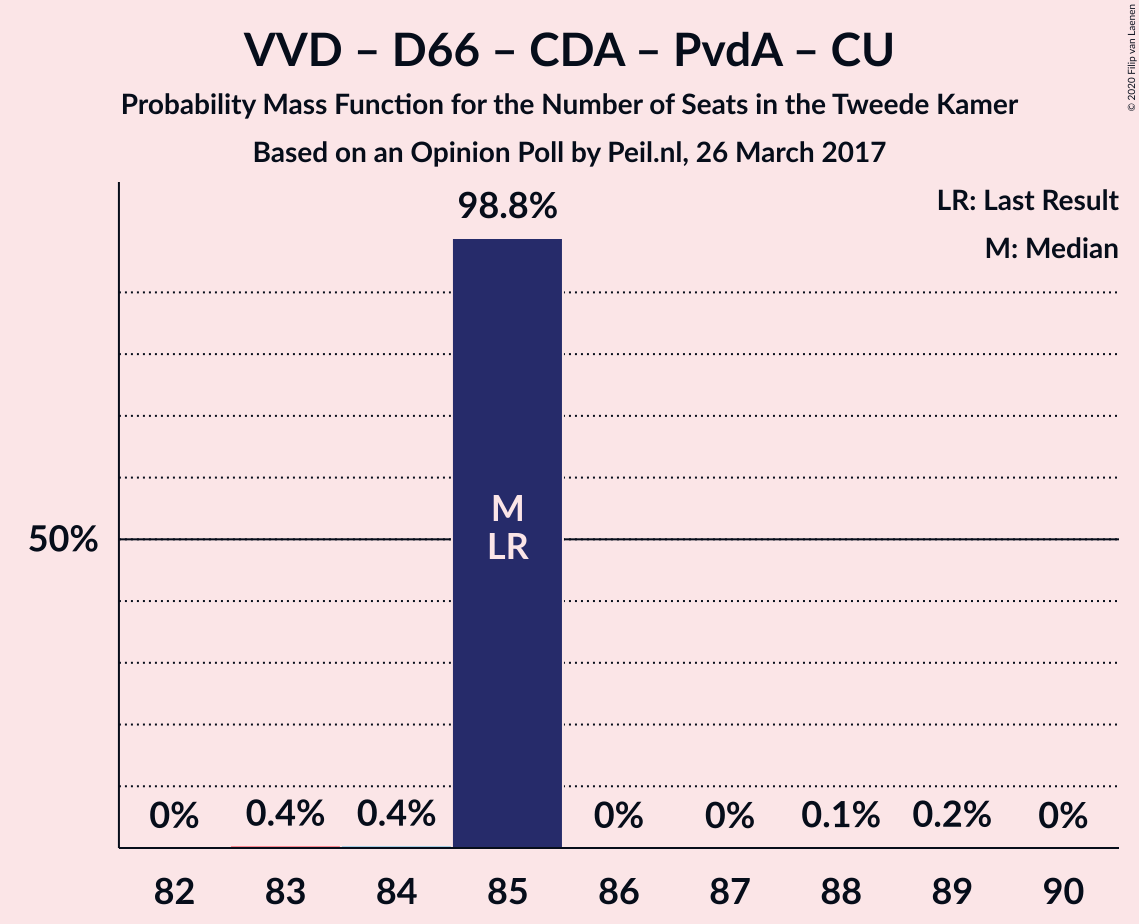 VVD – D66 – CDA – PvdA – CU
Probability Mass Function for the Number of Seats in the Tweede Kamer
Based on an Opinion Poll by Peil.nl, 26 March 2017
© 2020 Filip van Laenen
LR: Last Result
M: Median
98.8%
M
LR
50%
0% 0.4% 0.4% 0% 0% 0.1% 0.2% 0%
82 83 84 85 86 87 88 89 90